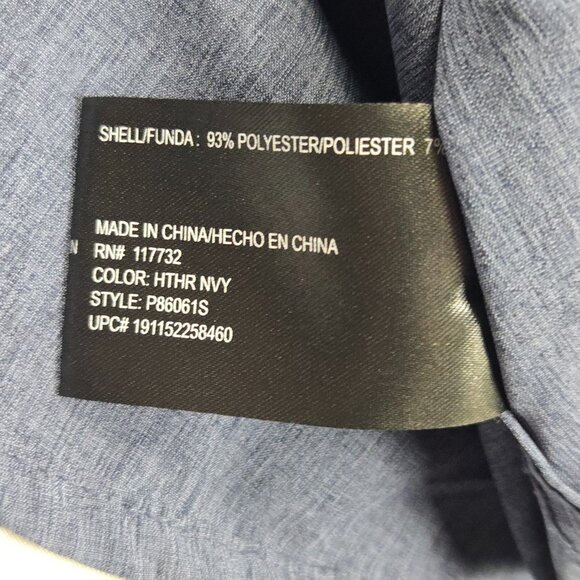 SHELL/FUNDA: 93% POLYESTER/POLIESTER 7%
MADE IN CHINA/HECHO EN CHINA
N
RN# 117732
COLOR: HTHR NVY
STYLE: P86061S
UPC# 191152258460